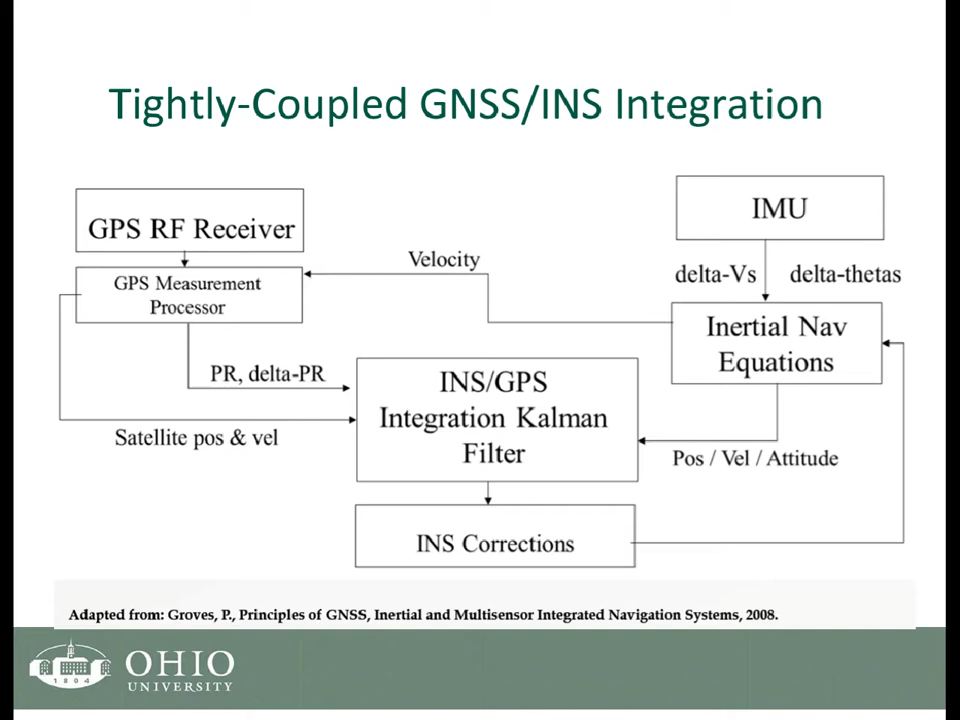 Tightly-Coupled GNSS/INS Integration
GPS RF Receiver
IMU
GPS Measurement
Processor
Velocity
delta-Vs
delta-thetas
Inertial Nav
Equations
PR, delta-PR
INS/GPS
Integration Kalman
Filter
Satellite pos & vel
Pos / Vel / Attitude
INS Corrections
Adapted from: Groves, P., Principles of GNSS, Inertial and Multisensor Integrated Navigation Systems, 2008.
1804
OHIO
UNIVERSITY